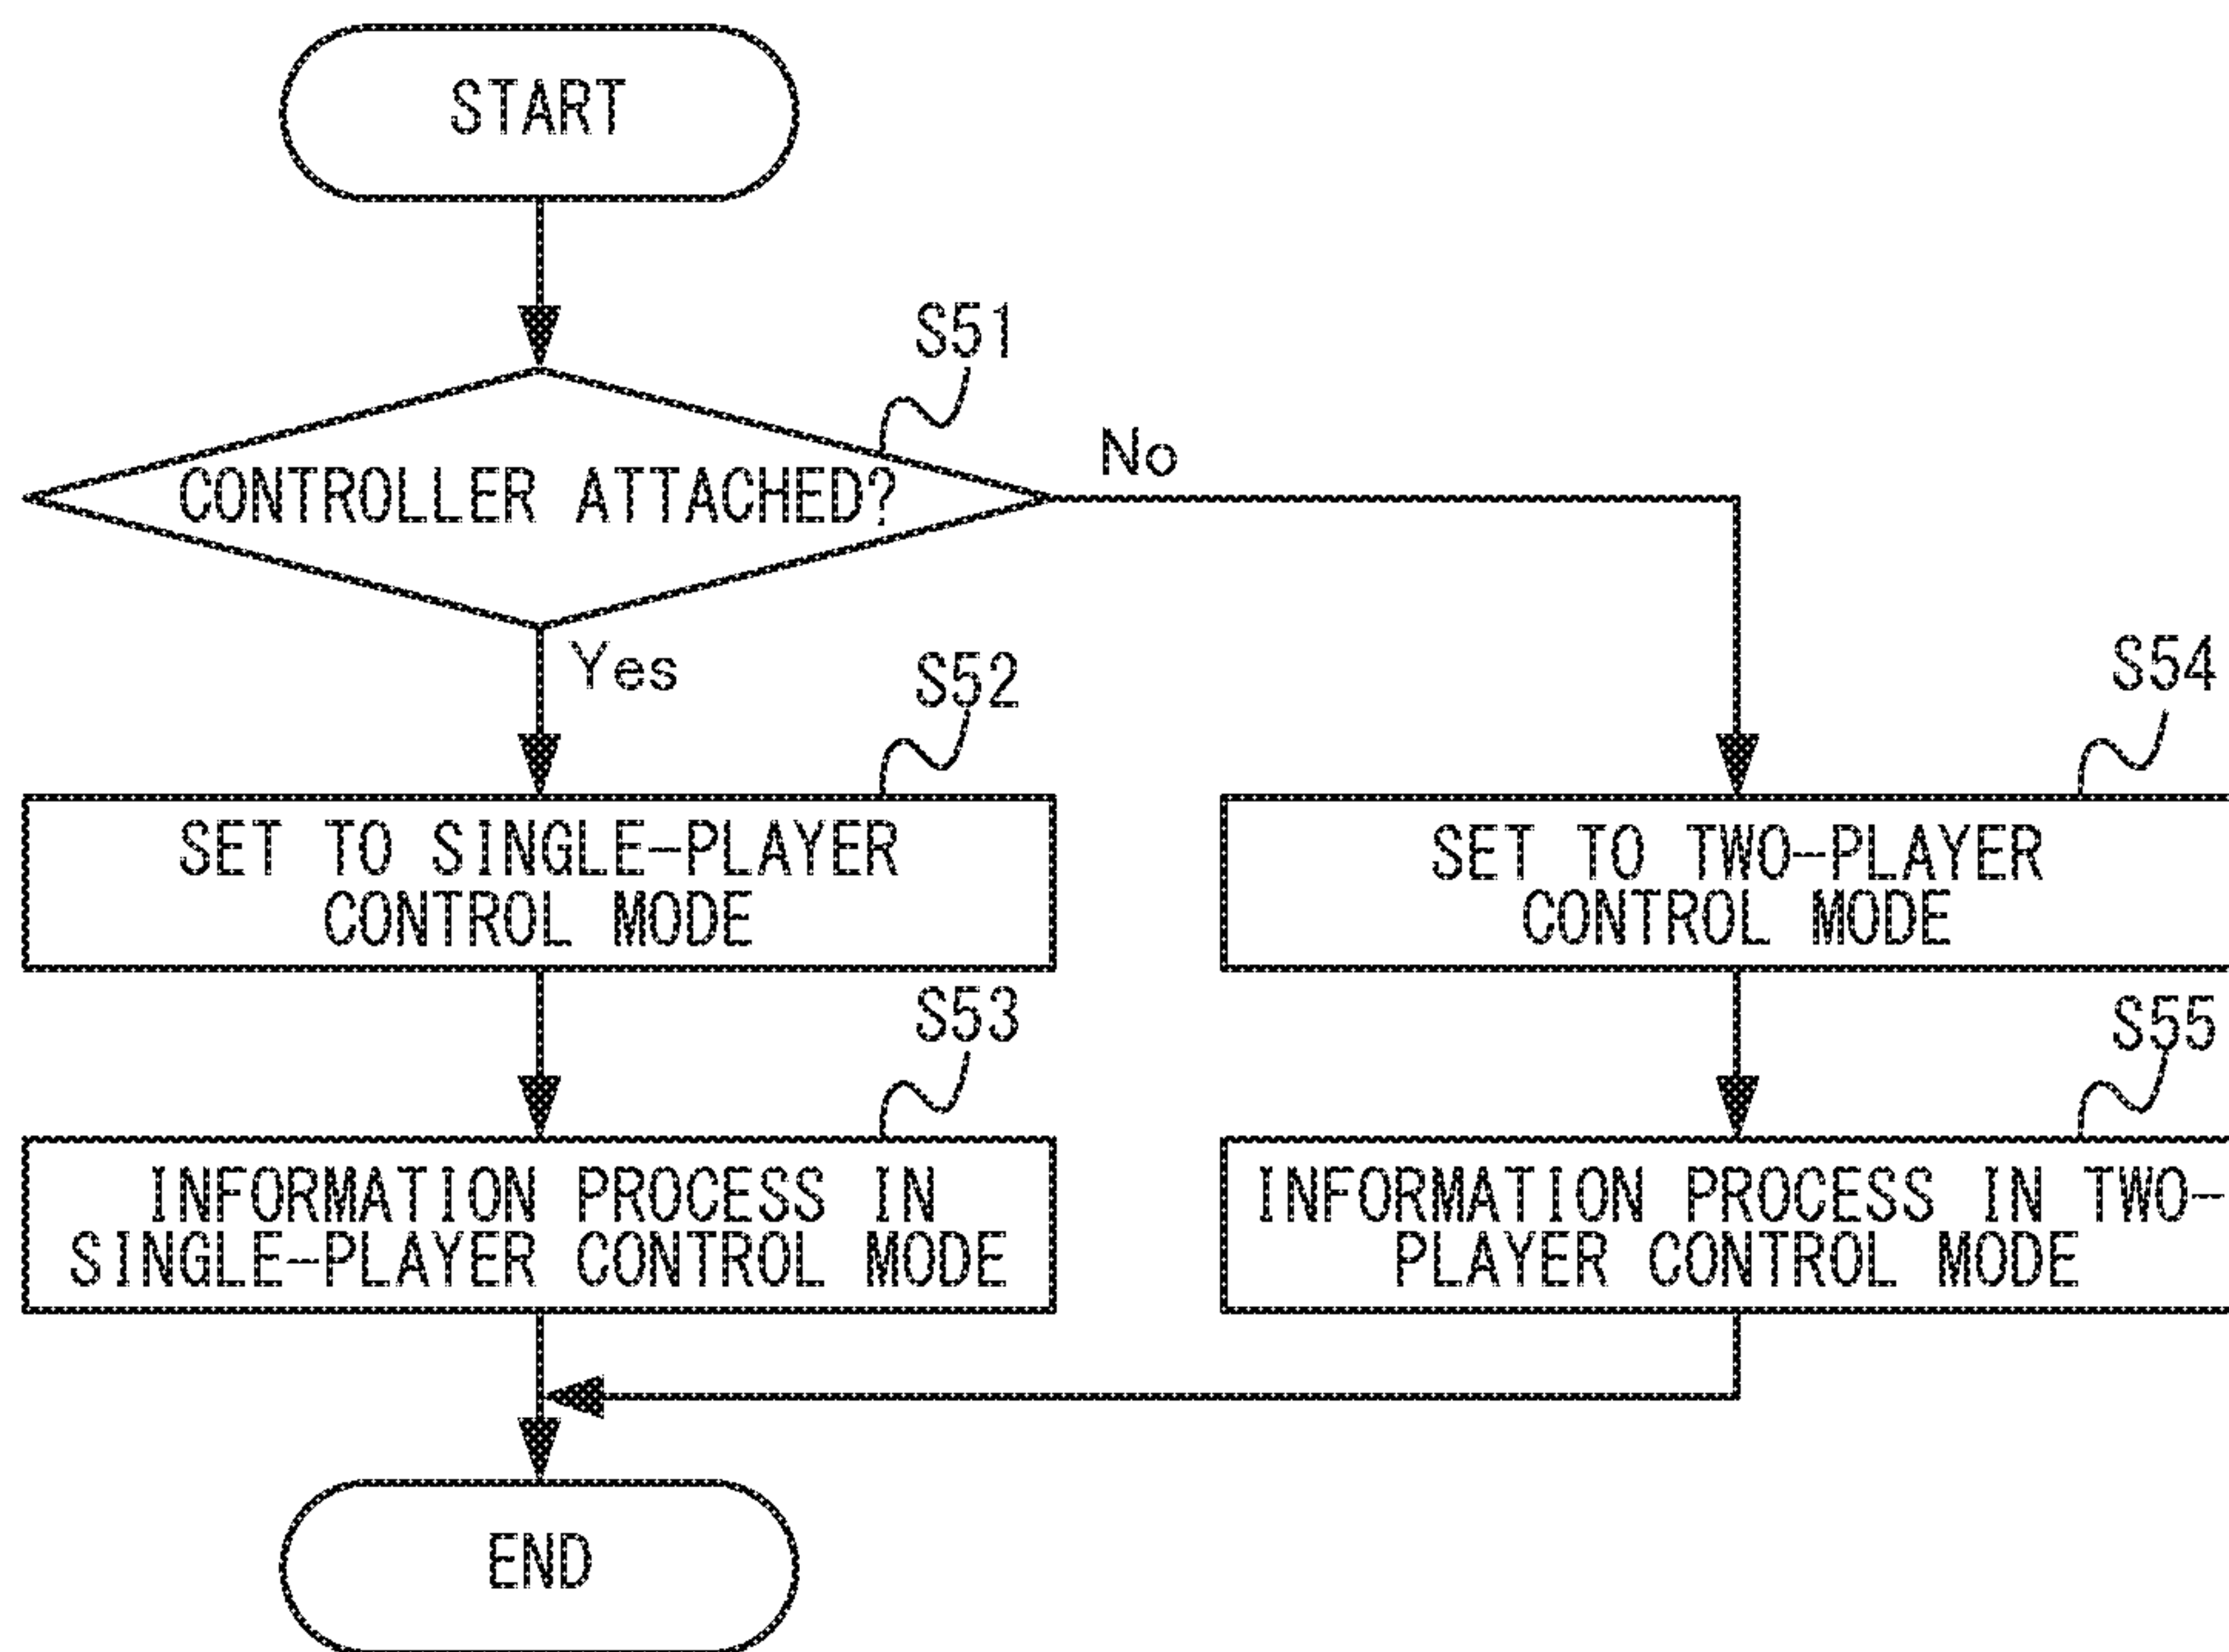 START
S51
CONTROLLER ATTACHED?
No
Yes
S52
SET TO SINGLE-PLAYER
CONTROL MODE
S54
SET TO TWO-PLAYER
CONTROL MODE
S53
INFORMATION PROCESS IN
SINGLE-PLAYER CONTROL MODE
S55
INFORMATION PROCESS IN TWO-
PLAYER CONTROL MODE
END